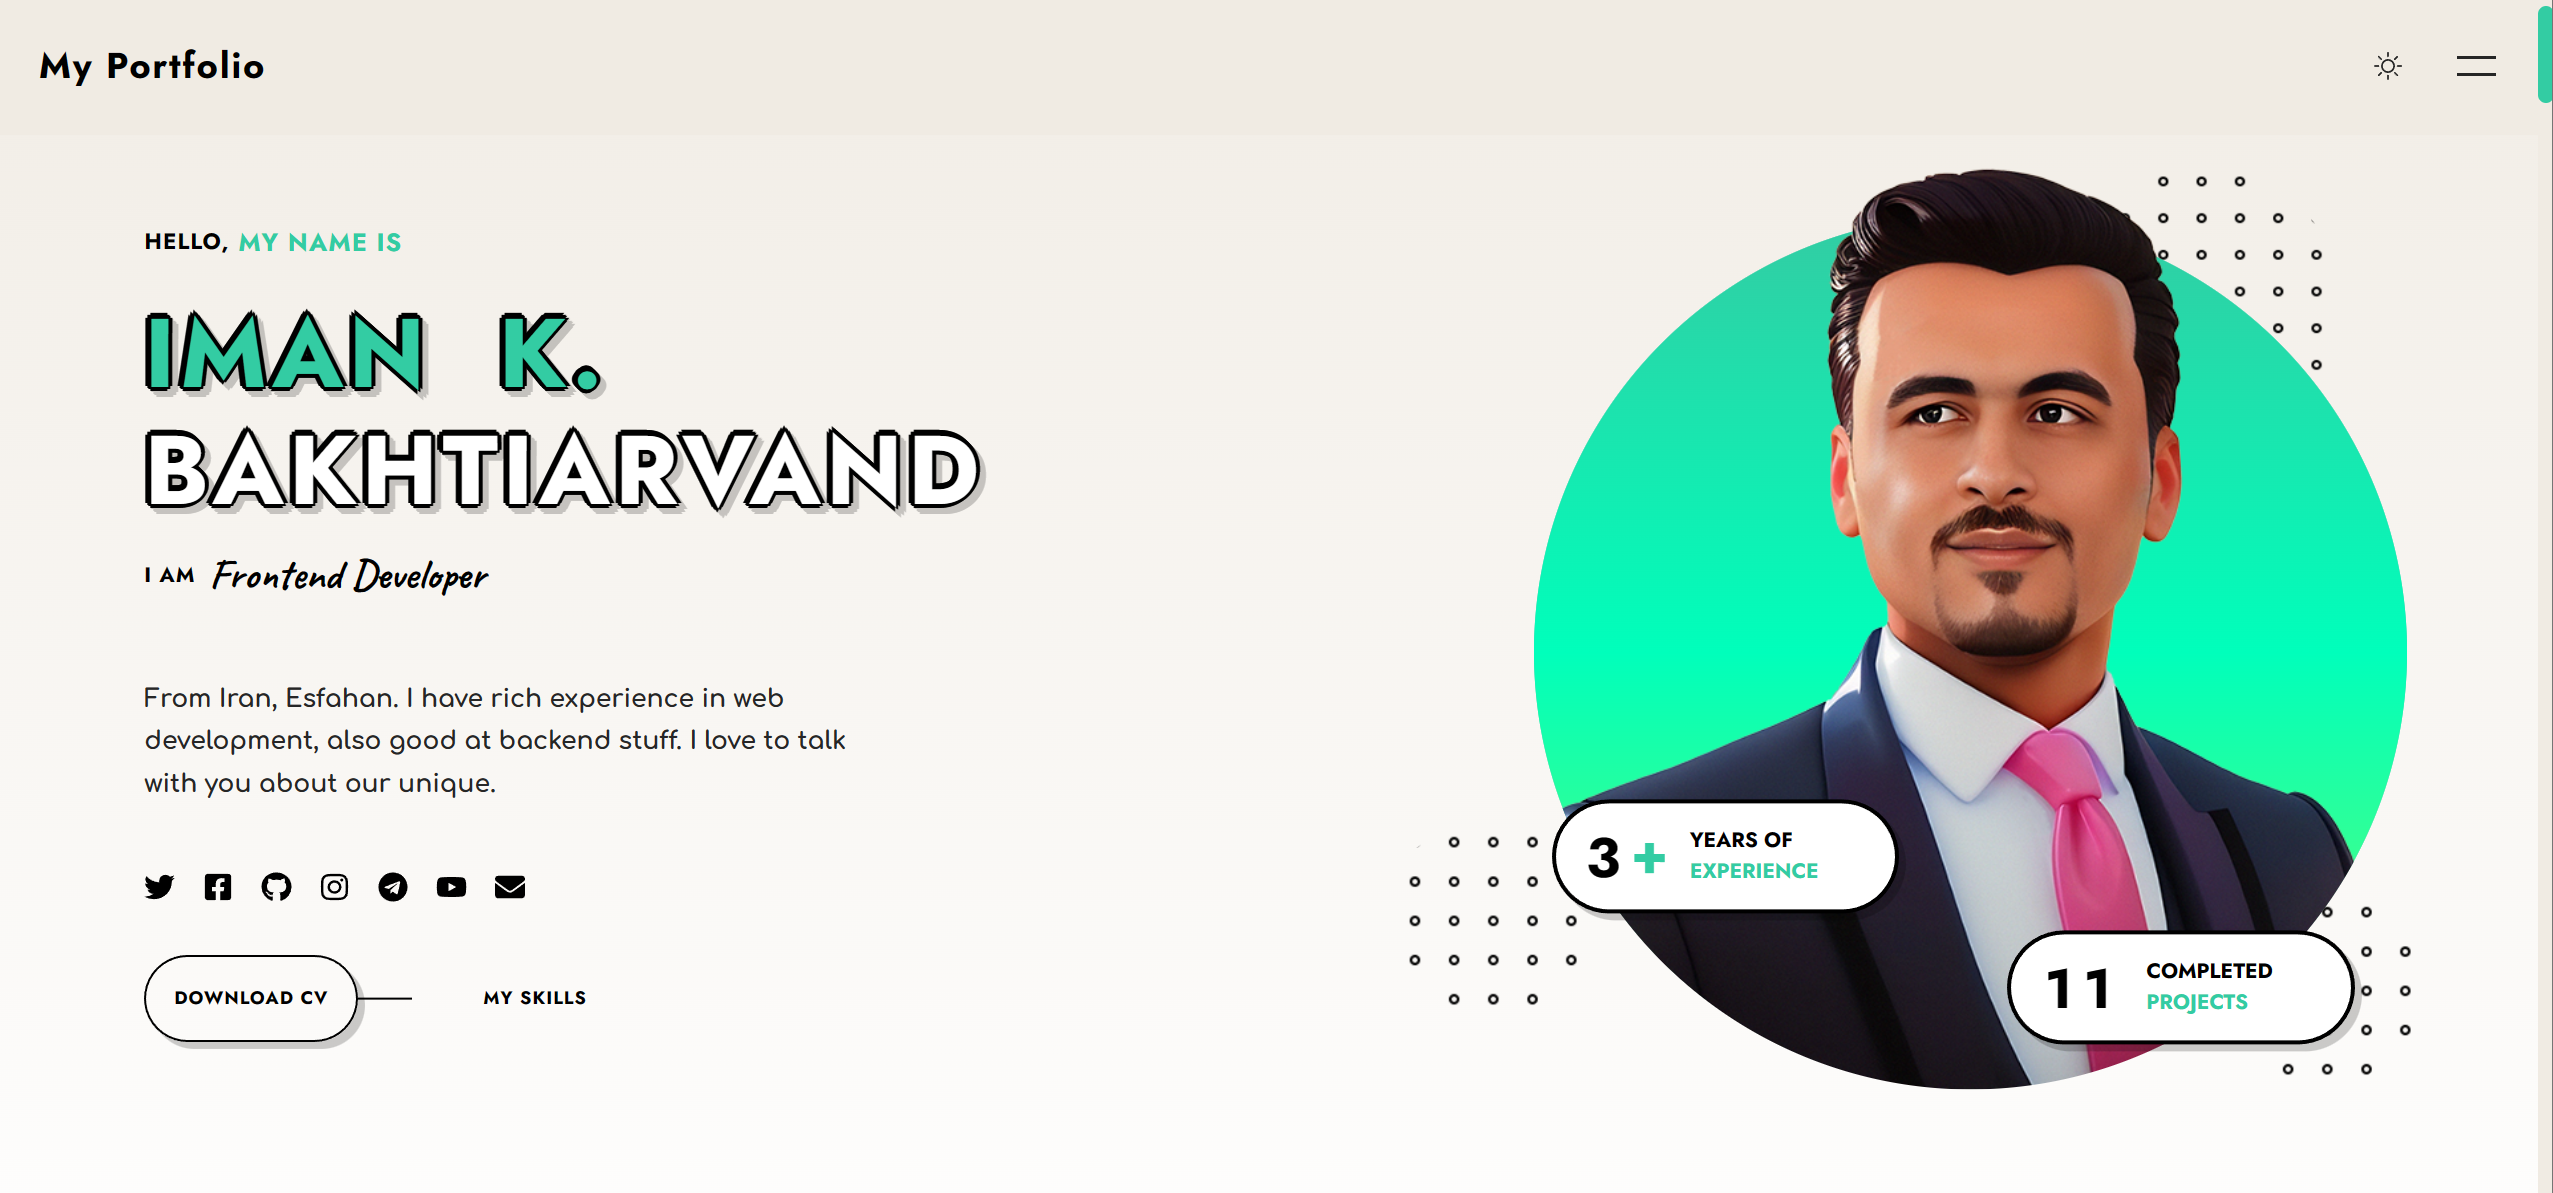 My Portfolio
HELLO, MY NAME IS
IMAN K.
BAKHTIARVAND
I AM Frontend Developer
From Iran, Esfahan. I have rich experience in web
development, also good at backend stuff. I love to talk
with you about our unique.
DOWNLOAD CV
MY SKILLS
3 + YEARS OF
EXPERIENCE
11 COMPLETED
PROJECTS